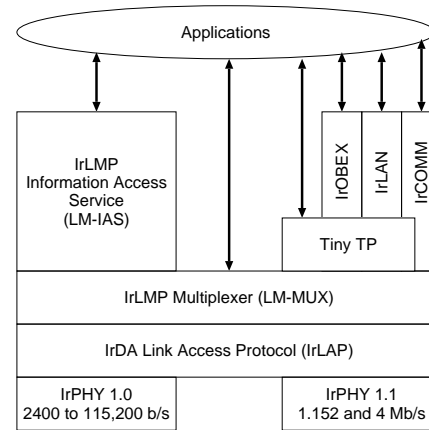 Applications
IrLMP
Information Access
Service
(LM-IAS)
IrOBEX
IrLAN
IrCOMM
Tiny TP
IrLMP Multiplexer (LM-MUX)
IrDA Link Access Protocol (IrLAP)
IrPHY 1.0
2400 to 115,200 b/s
IrPHY 1.1
1.152 and 4 Mb/s